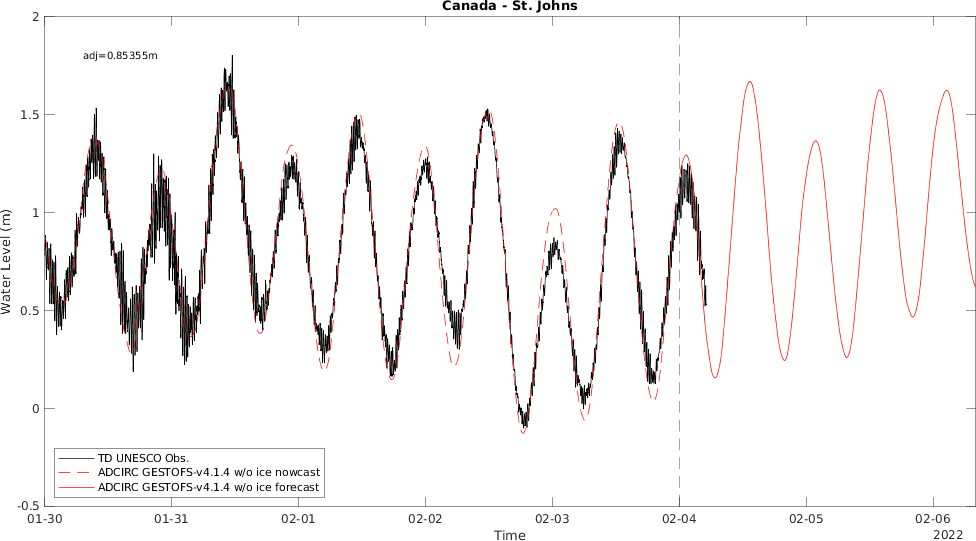 Canada - St. Johns
adj=0.85355m
2
1.5
1
0.5
0
-0.5
Water Level (m)
TD UNESCO Obs.
ADCIRC GESTOFS-v4.1.4 w/o ice nowcast
ADCIRC GESTOFS-v4.1.4 w/o ice forecast
01-30 01-31 02-01 02-02 02-03 02-04 02-05 02-06
Time
2022